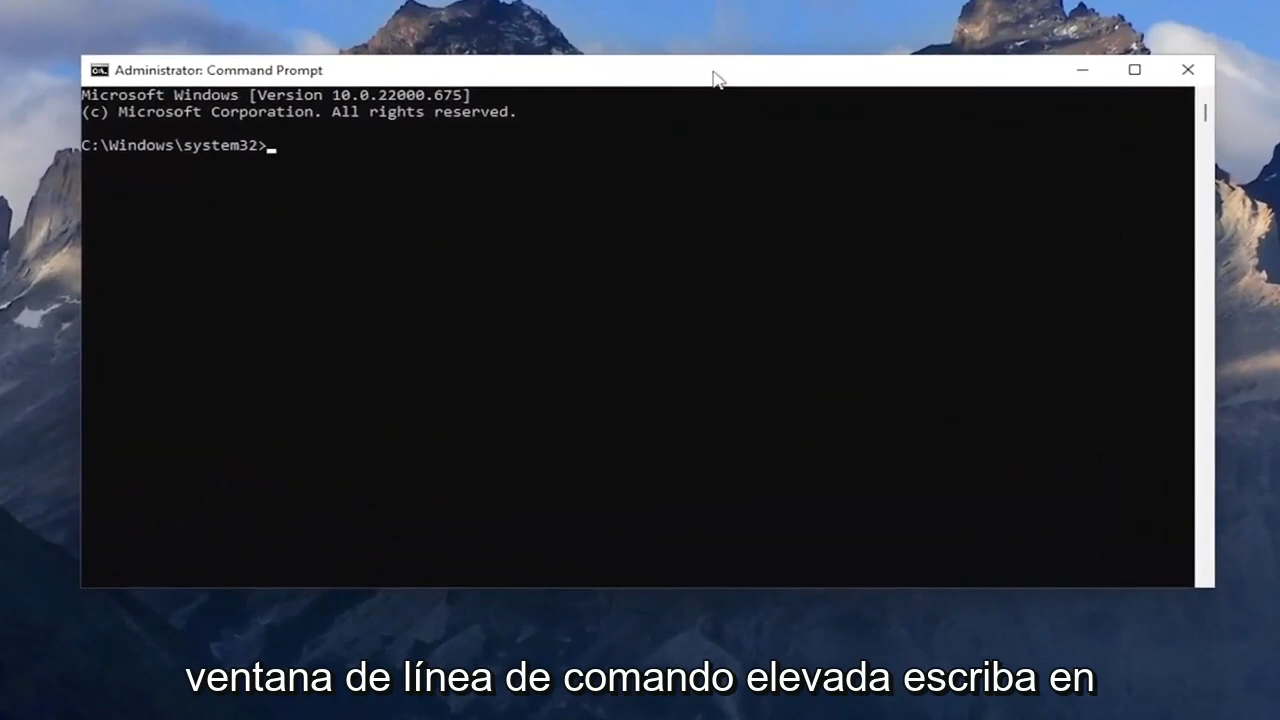 Administrator: Command Prompt
Microsoft Windows [Version 10.0.22000.675]
(c) Microsoft Corporation. All rights reserved.
C:\Windows\system32>
ventana de línea de comando elevada escriba en